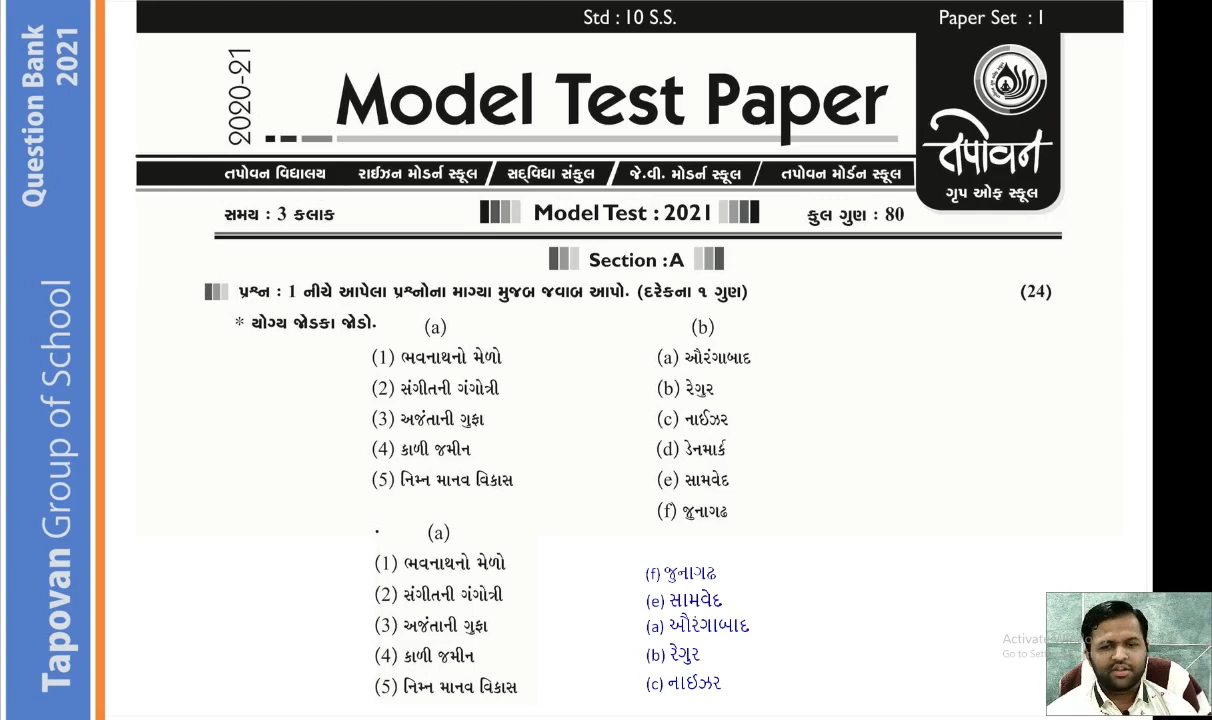 Question Bank
2021
Tapovan Group of School
Std : 10 S.S.
Paper Set : 1
2020-21
Model Test Paper
તપોવન
ગૃપ ઓફ સ્કૂલ
તપોવન વિદ્યાલય રાઈઝન મોડર્ન સ્કૂલ / સદ્‌વિદ્યા સંકુલ / જે.વી. મોડર્ન સ્કૂલ / તપોવન મોર્ડન સ્કૂલ
સમય : 3 કલાક
Model Test : 2021
કુલ ગુણ : 80
Section :A
પ્રશ્ન : 1 નીચે આપેલા પ્રશ્નોના માગ્યા મુજબ જવાબ આપો. (દરેકના ૧ ગુણ) (24)
* યોગ્ય જોડકા જોડો. (a) (b)
(1) ભવનાથનો મેળો (a) ઔરંગાબાદ
(2) સંગીતની ગંગોત્રી (b) રેગુર
(3) અજંતાની ગુફા (c) નાઈઝર
(4) કાળી જમીન (d) ડેનમાર્ક
(5) નિમ્ન માનવ વિકાસ (e) સામવેદ
(f) જુનાગઢ
(a)
(1) ભવનાથનો મેળો (f) જુનાગઢ
(2) સંગીતની ગંગોત્રી (e) સામવેદ
(3) અજંતાની ગુફા (a) ઔરંગાબાદ
(4) કાળી જમીન (b) રેગુર
(5) નિમ્ન માનવ વિકાસ (c) નાઈઝર
Activate
Go to Set